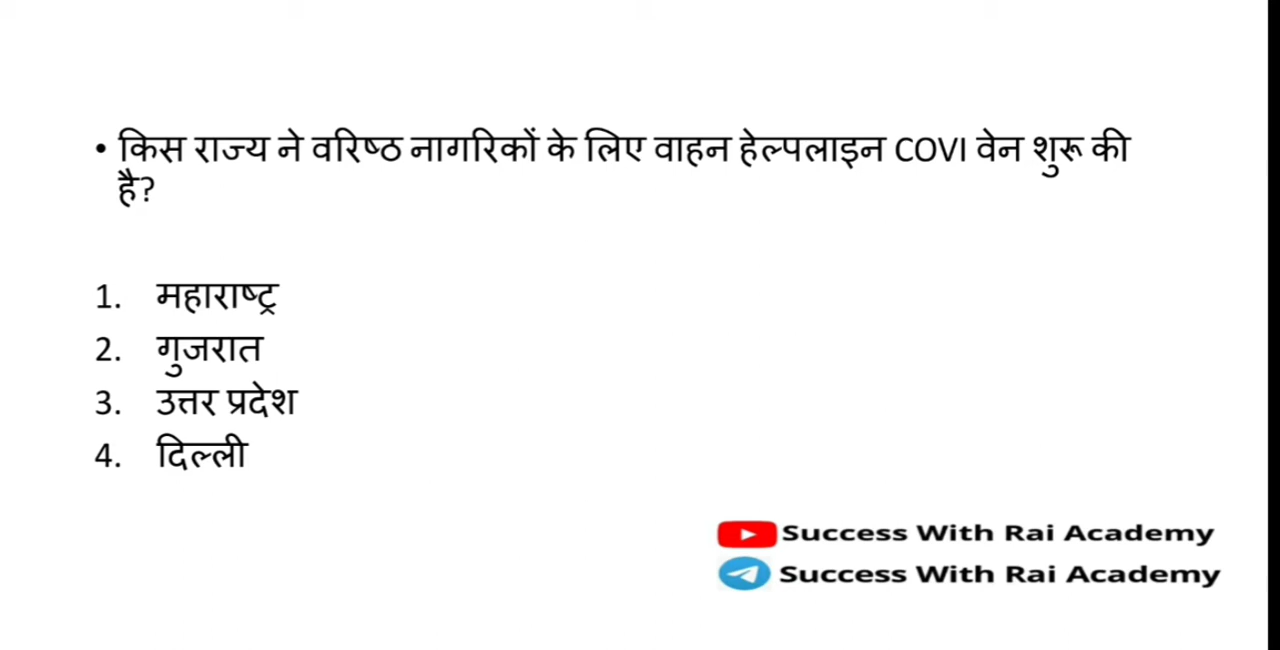 • किस राज्य ने वरिष्ठ नागरिकों के लिए वाहन हेल्पलाइन COVI वेन शुरू की
है?
1. महाराष्ट्र
2. गुजरात
3. उत्तर प्रदेश
4. दिल्ली
Success With Rai Academy
Success With Rai Academy